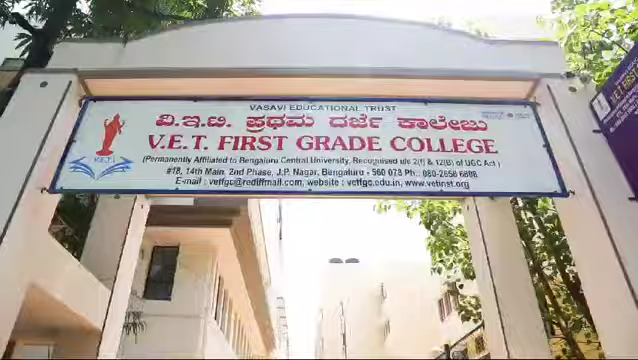 VASAVI EDUCATIONAL TRUST
ವಿ.ಇ.ಟಿ. ಪ್ರಥಮ ದರ್ಜೆ ಕಾಲೇಜು
V.E.T. FIRST GRADE COLLEGE
(Permanently Affiliated to Bengaluru Central University, Recognised u/s 2(f) & 12(B) of UGC Act)
#18, 14th Main, 2nd Phase, J.P. Nagar, Bengaluru - 560 078 Ph.: 080-2658 6808
E-mail : vetfgc@rediffmail.com, website : vetfgc.edu.in, www.vetinst.org
V.E.T.